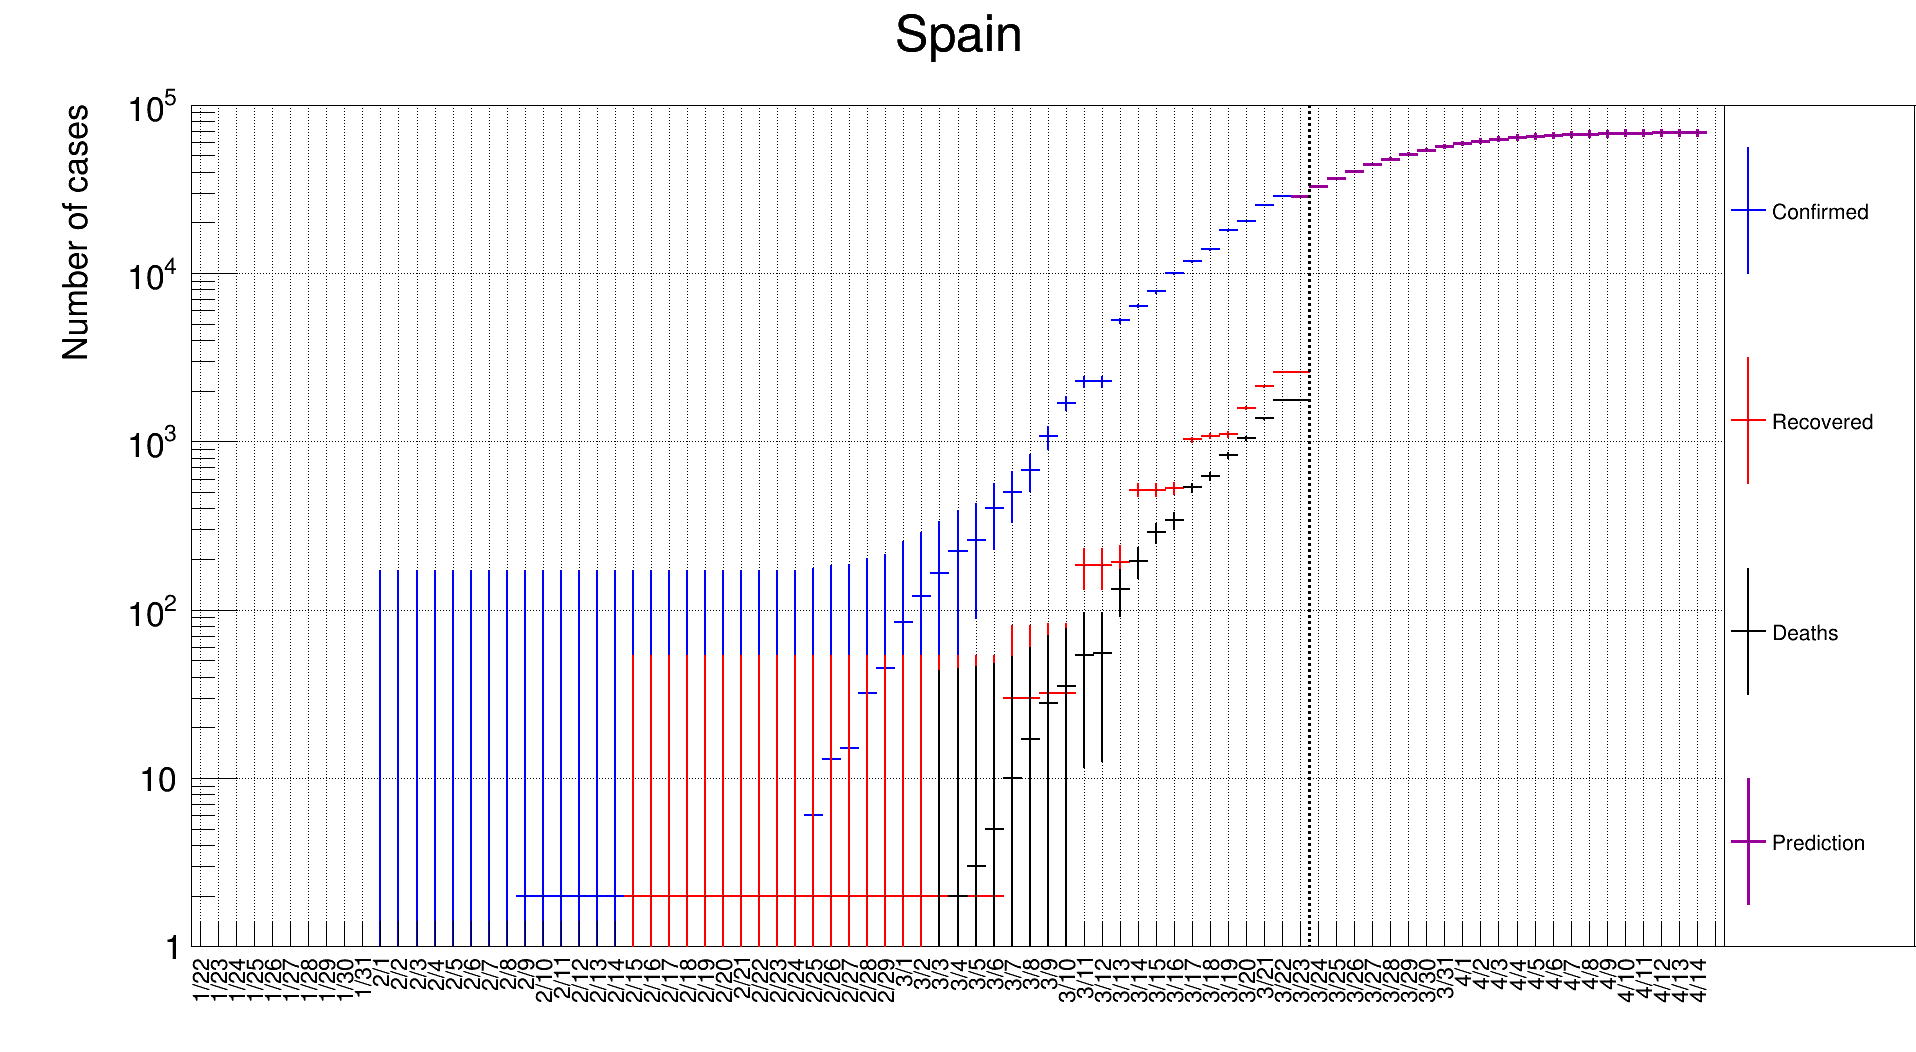 Spain
Number of cases
10^5
10^4
10^3
10^2
10
1
1/22 1/23 1/24 1/25 1/26 1/27 1/28 1/29 1/30 1/31 2/1 2/2 2/3 2/4 2/5 2/6 2/7 2/8 2/9 2/10 2/11 2/12 2/13 2/14 2/15 2/16 2/17 2/18 2/19 2/20 2/21 2/22 2/23 2/24 2/25 2/26 2/27 2/28 2/29 3/1 3/2 3/3 3/4 3/5 3/6 3/7 3/8 3/9 3/10 3/11 3/12 3/13 3/14 3/15 3/16 3/17 3/18 3/19 3/20 3/21 3/22 3/23 3/24 3/25 3/26 3/27 3/28 3/29 3/30 3/31 4/1 4/2 4/3 4/4 4/5 4/6 4/7 4/8 4/9 4/10 4/11 4/12 4/13 4/14
Confirmed
Recovered
Deaths
Prediction